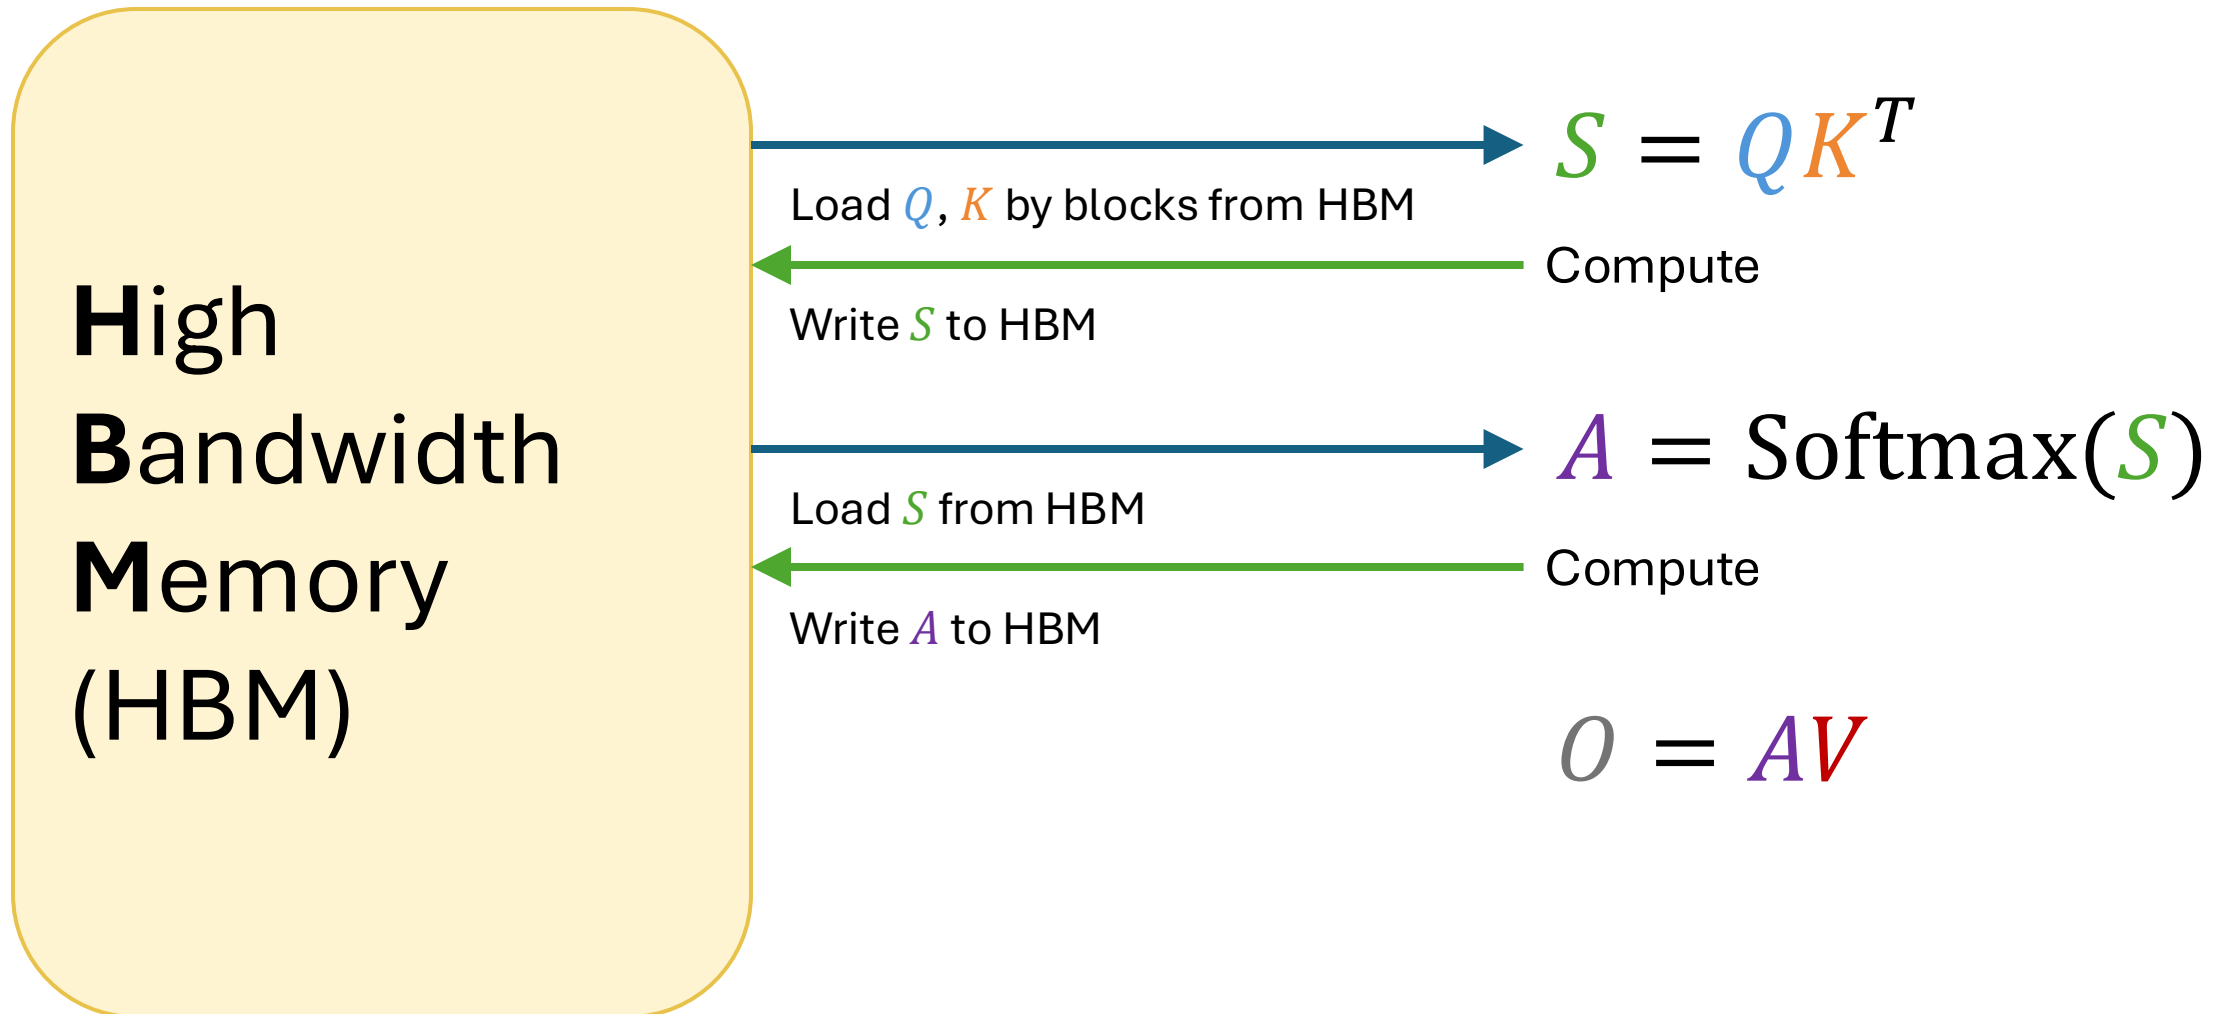 High
Bandwidth
Memory
(HBM)
S = QK^T
Load Q, K by blocks from HBM
Compute
Write S to HBM
A = Softmax(S)
Load S from HBM
Compute
Write A to HBM
O = AV